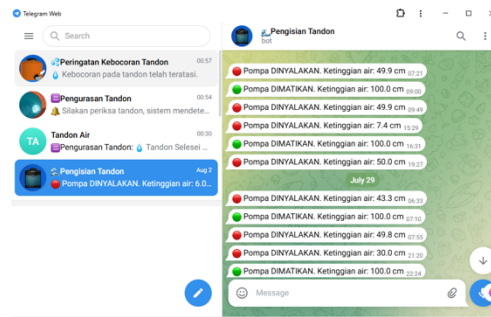 Telegram Web
Search
Peringatan Kebocoran Tandon 00:57
Kebocoran pada tandon telah teratasi.
Pengurasan Tandon 00:54
Silakan periksa tandon, sistem mendete...
TA
Tandon Air 00:30
Pengurasan Tandon: Tandon Selesei ...
Pengisian Tandon Aug 2
Pompa DINYALAKAN. Ketinggian air: 6.0...
Pengisian Tandon
bot
Pompa DINYALAKAN. Ketinggian air: 49.9 cm 07:21
Pompa DIMATIKAN. Ketinggian air: 100.0 cm 09:00
Pompa DINYALAKAN. Ketinggian air: 49.9 cm 09:49
Pompa DINYALAKAN. Ketinggian air: 7.4 cm 15:29
Pompa DIMATIKAN. Ketinggian air: 100.0 cm 16:31
Pompa DINYALAKAN. Ketinggian air: 50.0 cm 19:27
July 29
Pompa DINYALAKAN. Ketinggian air: 43.3 cm 06:33
Pompa DIMATIKAN. Ketinggian air: 100.0 cm 07:10
Pompa DINYALAKAN. Ketinggian air: 49.8 cm 07:55
Pompa DINYALAKAN. Ketinggian air: 30.0 cm 21:20
Pompa DIMATIKAN. Ketinggian air: 100.0 cm 22:24
Message